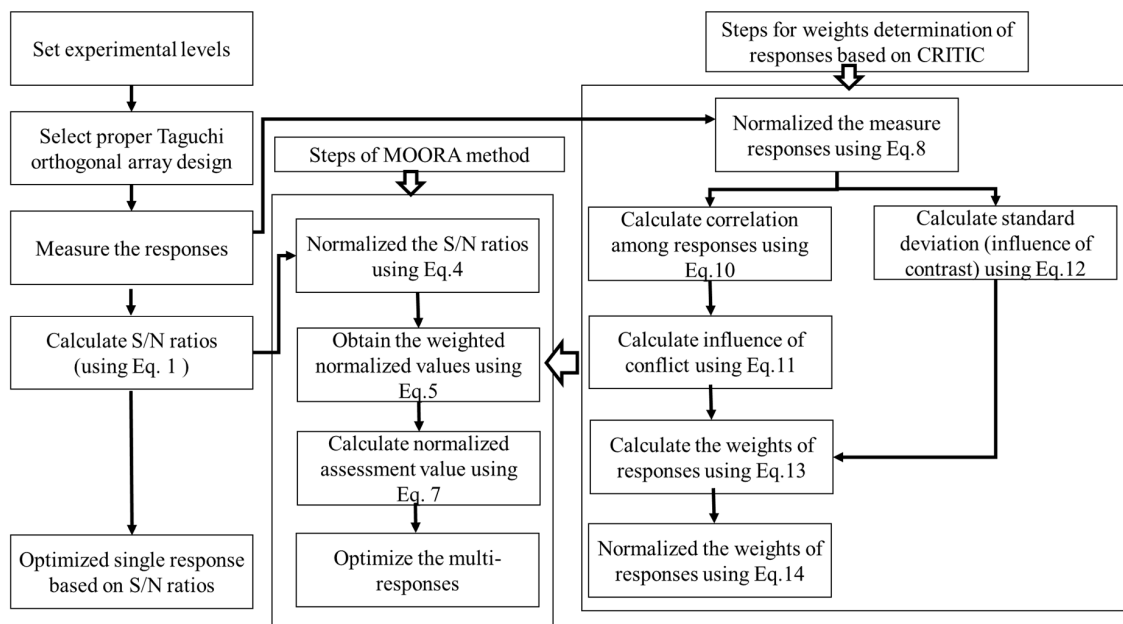 Set experimental levels
Select proper Taguchi
orthogonal array design
Measure the responses
Calculate S/N ratios
(using Eq. 1 )
Optimized single response
based on S/N ratios
Steps of MOORA method
Normalized the S/N ratios
using Eq.4
Obtain the weighted
normalized values using
Eq.5
Calculate normalized
assessment value using
Eq. 7
Optimize the multi-
responses
Steps for weights determination of
responses based on CRITIC
Normalized the measure
responses using Eq.8
Calculate correlation
among responses using
Eq.10
Calculate standard
deviation (influence of
contrast) using Eq.12
Calculate influence of
conflict using Eq.11
Calculate the weights of
responses using Eq.13
Normalized the weights of
responses using Eq.14